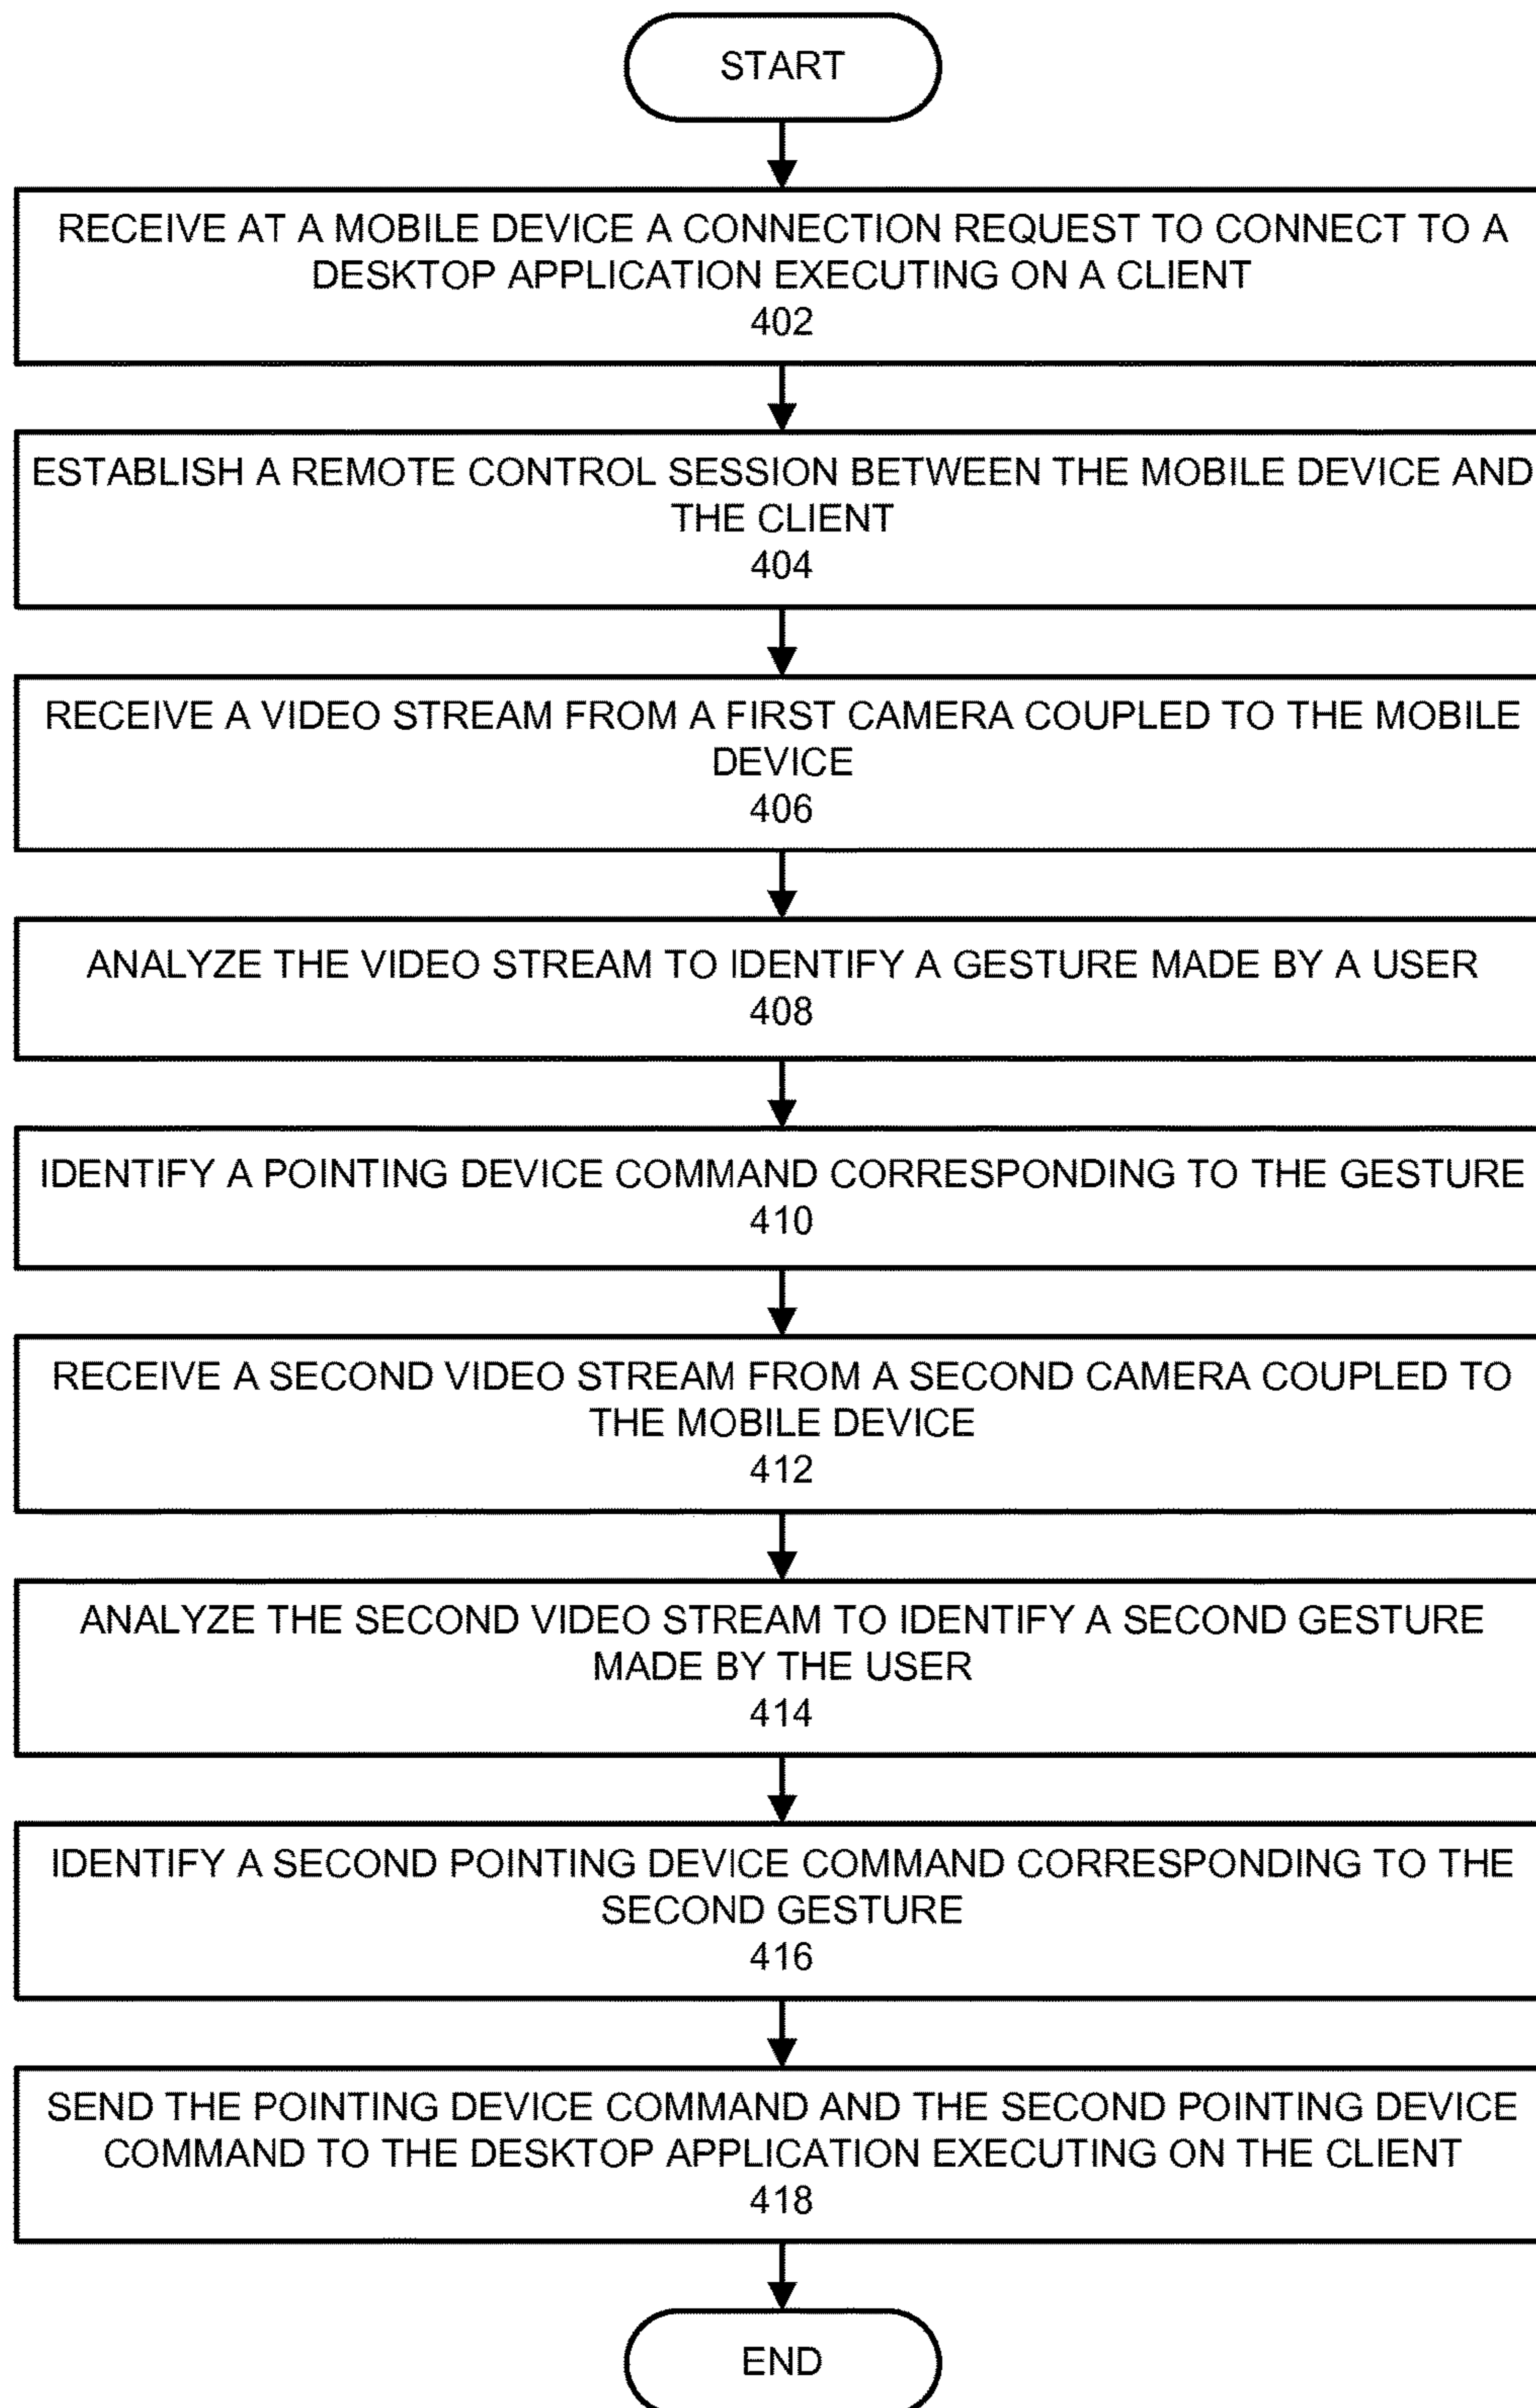 START
RECEIVE AT A MOBILE DEVICE A CONNECTION REQUEST TO CONNECT TO A
DESKTOP APPLICATION EXECUTING ON A CLIENT
402
ESTABLISH A REMOTE CONTROL SESSION BETWEEN THE MOBILE DEVICE AND
THE CLIENT
404
RECEIVE A VIDEO STREAM FROM A FIRST CAMERA COUPLED TO THE MOBILE
DEVICE
406
ANALYZE THE VIDEO STREAM TO IDENTIFY A GESTURE MADE BY A USER
408
IDENTIFY A POINTING DEVICE COMMAND CORRESPONDING TO THE GESTURE
410
RECEIVE A SECOND VIDEO STREAM FROM A SECOND CAMERA COUPLED TO
THE MOBILE DEVICE
412
ANALYZE THE SECOND VIDEO STREAM TO IDENTIFY A SECOND GESTURE
MADE BY THE USER
414
IDENTIFY A SECOND POINTING DEVICE COMMAND CORRESPONDING TO THE
SECOND GESTURE
416
SEND THE POINTING DEVICE COMMAND AND THE SECOND POINTING DEVICE
COMMAND TO THE DESKTOP APPLICATION EXECUTING ON THE CLIENT
418
END